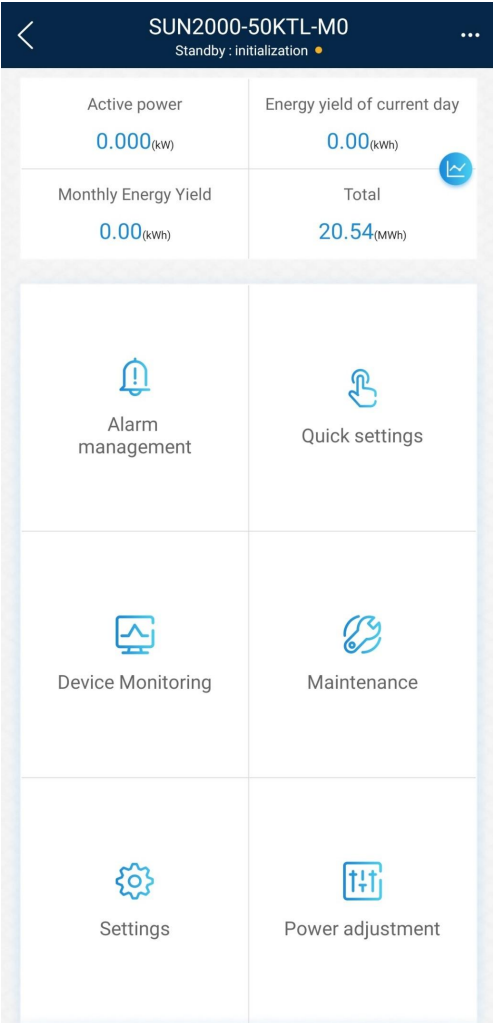 SUN2000-50KTL-M0
Standby : initialization
Active power
0.000(kW)
Energy yield of current day
0.00(kWh)
Monthly Energy Yield
0.00(kWh)
Total
20.54(MWh)
Alarm
management
Quick settings
Device Monitoring
Maintenance
Settings
Power adjustment